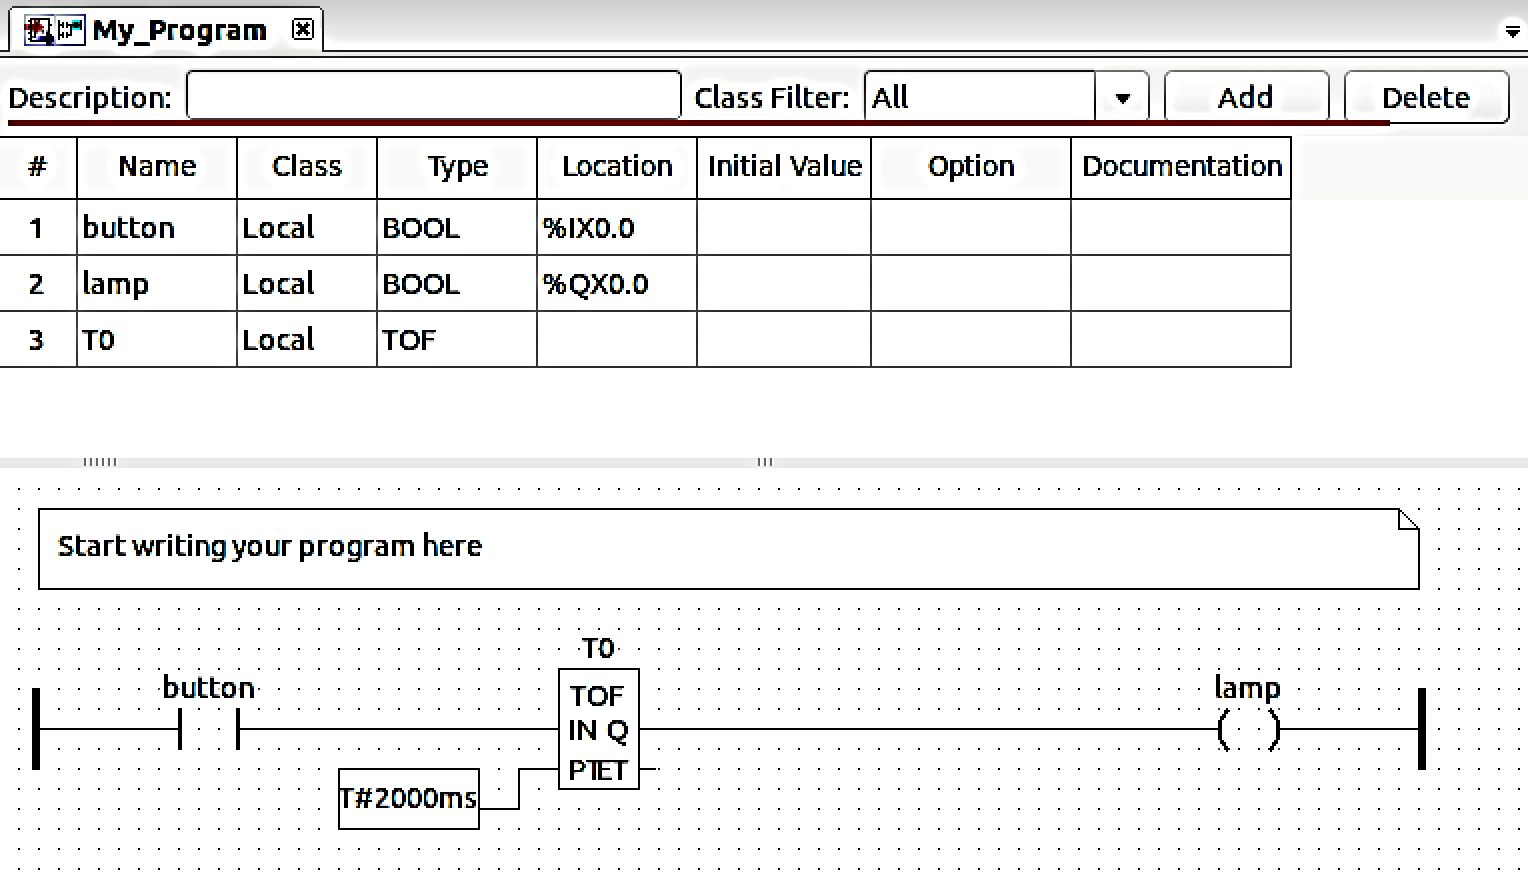 My_Program
Description: Class Filter: All Add Delete
# Name Class Type Location Initial Value Option Documentation
1 button Local BOOL %IX0.0
2 lamp Local BOOL %QX0.0
3 T0 Local TOF
Start writing your program here
T0
button TOF lamp
IN Q
PT ET
T#2000ms